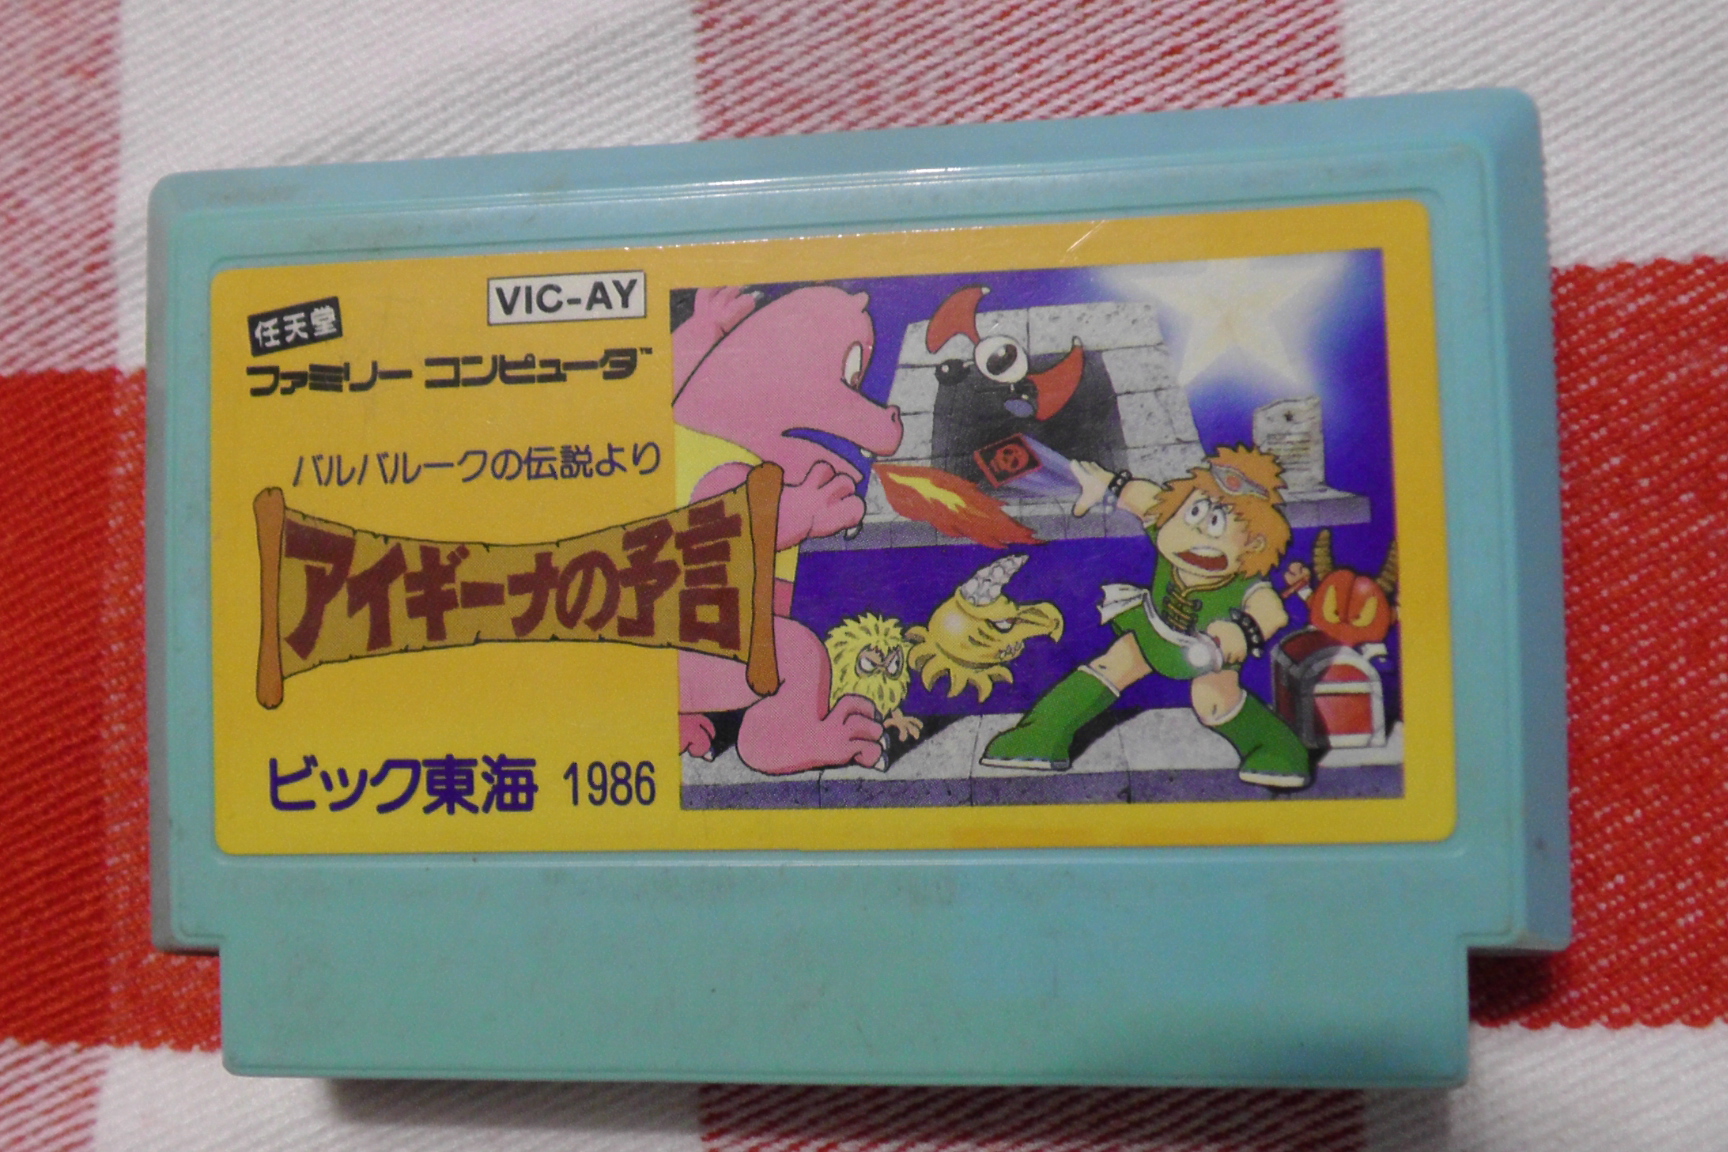 VIC-AY
任天堂
ファミリー コンピュータ™
バルバルークの伝説より
アイギーナの予言
ビック東海 1986